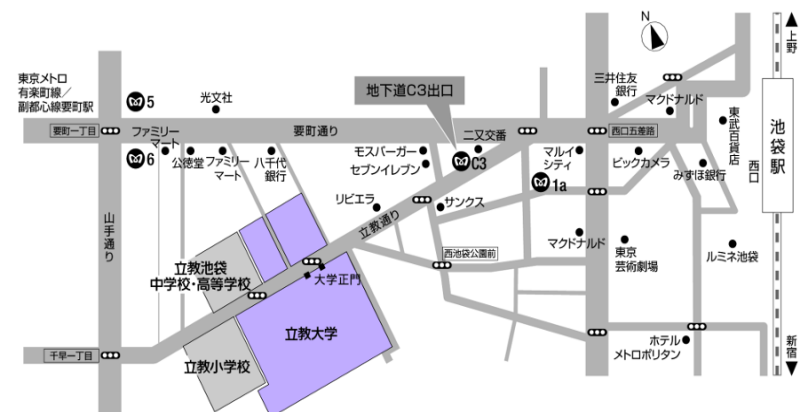 N
上野
東京メトロ
有楽町線／
副都心線要町駅
5
光文社
地下道C3出口
三井住友
銀行
マクドナルド
東武百貨店
池袋駅
西口
要町一丁目
ファミリー
マート
要町通り
二又交番
西口五差路
6
公徳堂
ファミリー
マート
八千代
銀行
モスバーガー
セブンイレブン
C3
マルイ
シティ
ビックカメラ
みずほ銀行
1a
リビエラ
サンクス
立教通り
山手通り
西池袋公園前
マクドナルド
東京
芸術劇場
ルミネ池袋
立教池袋
中学校・高等学校
大学正門
立教大学
千早一丁目
立教小学校
ホテル
メトロポリタン
新宿